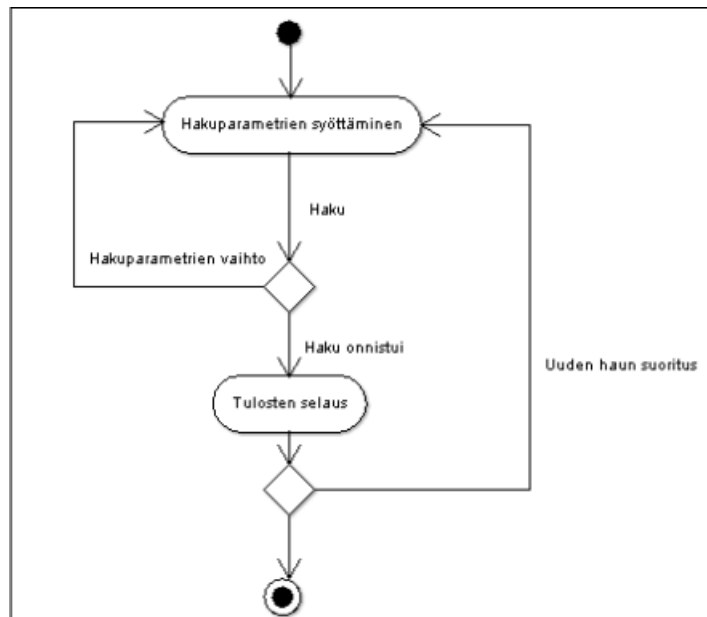 Hakuparametrien syöttäminen
Haku
Hakuparametrien vaihto
Haku onnistui
Uuden haun suoritus
Tulosten selaus